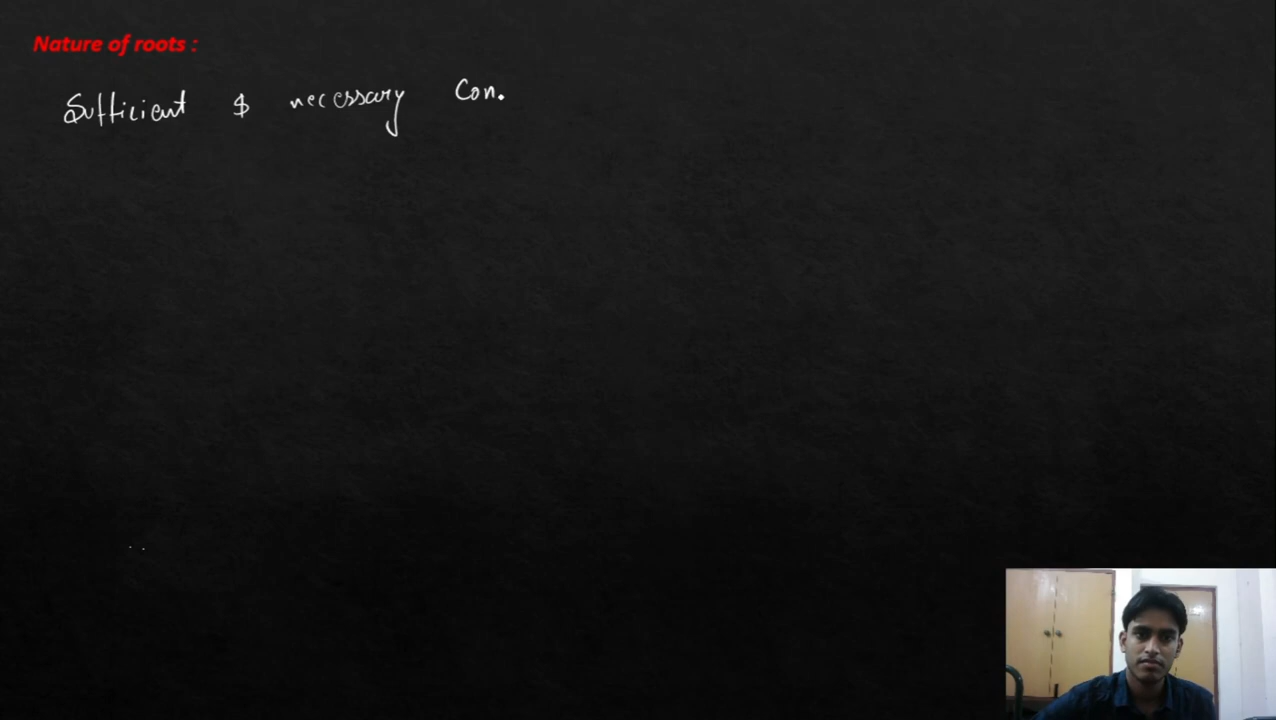 Nature of roots :
Sufficient & necessary Con.